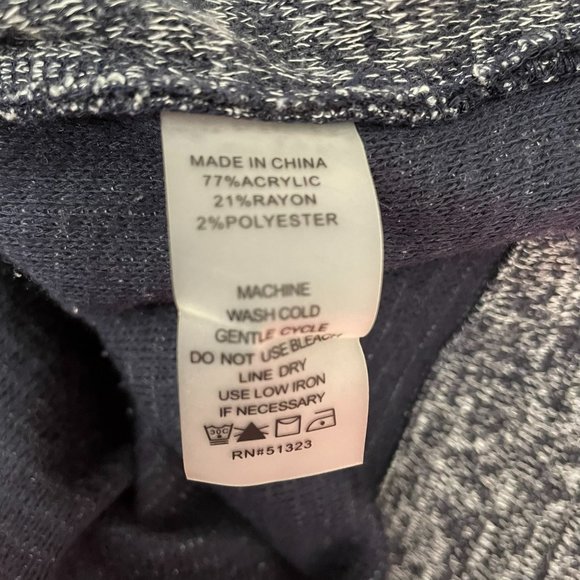 MADE IN CHINA
77%ACRYLIC
21%RAYON
2%POLYESTER
MACHINE
WASH COLD
GENTLE CYCLE
DO NOT USE BLEACH
LINE DRY
USE LOW IRON
IF NECESSARY
30C
RN#51323